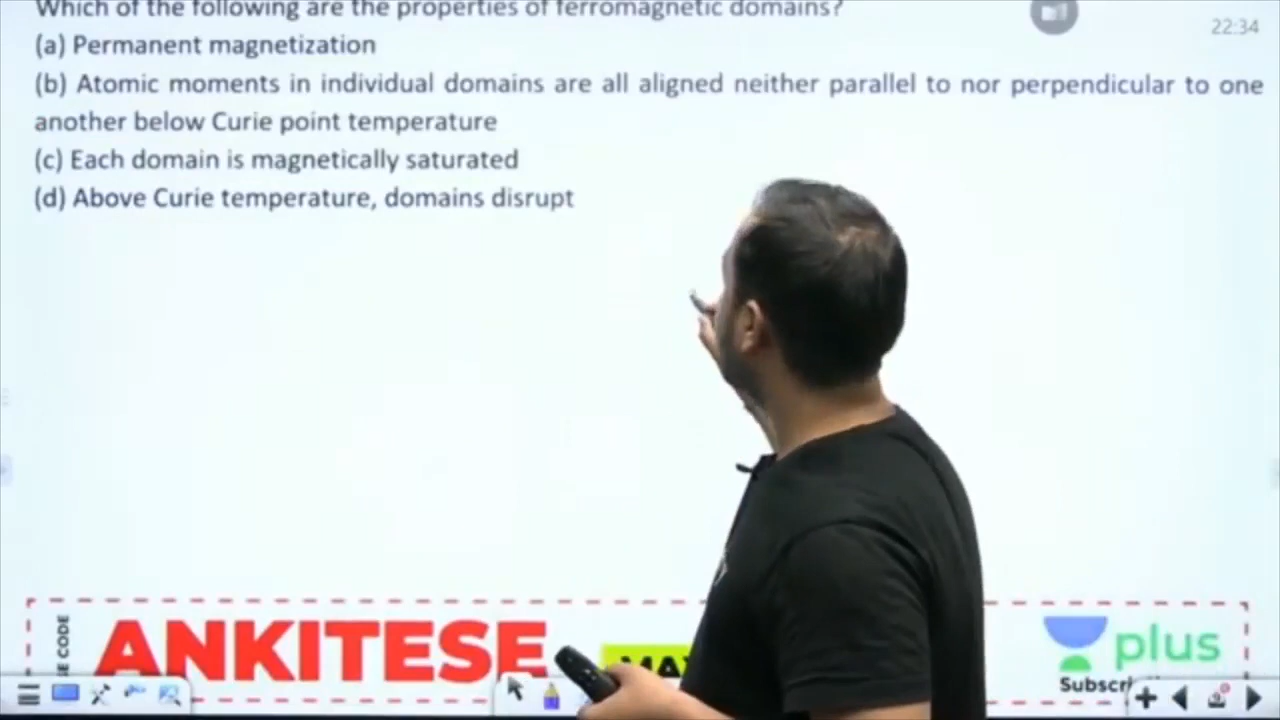 Which of the following are the properties of ferromagnetic domains?
22:34
(a) Permanent magnetization
(b) Atomic moments in individual domains are all aligned neither parallel to nor perpendicular to one
another below Curie point temperature
(c) Each domain is magnetically saturated
(d) Above Curie temperature, domains disrupt
CODE
ANKITESE
plus